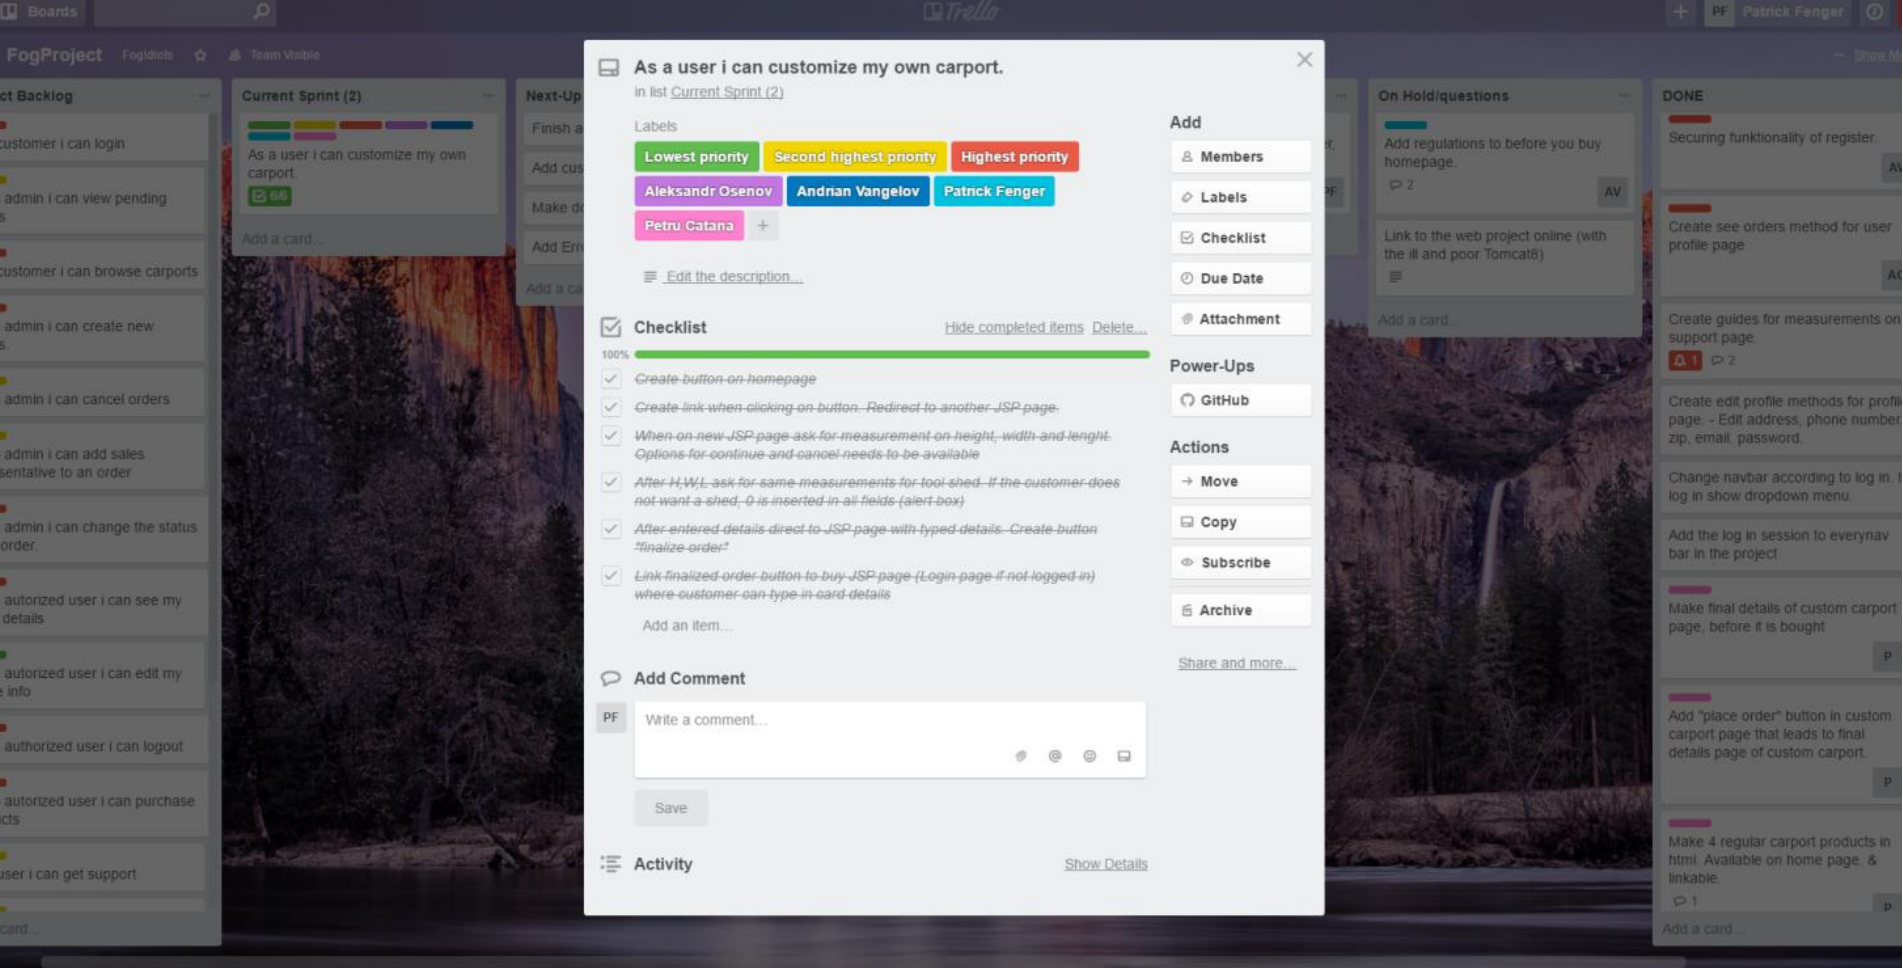 Boards
Trello
PF Patrick Fenger
FogProject FogIdiots Team Visible
ct Backlog
customer i can login
admin i can view pending
s
customer i can browse carports
admin i can create new
s.
admin i can cancel orders
admin i can add sales
sentative to an order
admin i can change the status
order.
autorized user i can see my
details
autorized user i can edit my
e info
authorized user i can logout
autorized user i can purchase
cts
user i can get support
card...
Current Sprint (2)
As a user i can customize my own
carport.
6/6
Add a card...
Next-Up
Finish a
Add cus
Make de
Add Err
Add a ca
As a user i can customize my own carport.
in list Current Sprint (2)
Labels
Lowest priority Second highest priority Highest priority
Aleksandr Osenov Andrian Vangelov Patrick Fenger
Petru Catana +
Edit the description...
Checklist Hide completed items Delete...
100%
Create button on homepage
Create link when clicking on button. Redirect to another JSP page.
When on new JSP page ask for measurement on height, width and lenght.
Options for continue and cancel needs to be available
After H,W,L ask for same measurements for tool shed. If the customer does
not want a shed, 0 is inserted in all fields (alert box)
After entered details direct to JSP page with typed details. Create button
"finalize order"
Link finalized order button to buy JSP page (Login page if not logged in)
where customer can type in card details
Add an item...
Add Comment
PF
Write a comment...
Save
Activity Show Details
Add
Members
Labels
Checklist
Due Date
Attachment
Power-Ups
GitHub
Actions
Move
Copy
Subscribe
Archive
Share and more...
er,
PF
On Hold/questions
Add regulations to before you buy
homepage.
2
AV
Link to the web project online (with
the ill and poor Tomcat8)
Add a card...
DONE
Securing funktionality of register.
AV
Create see orders method for user
profile page
Create guides for measurements on
support page.
1 2
Create edit profile methods for profile
page. - Edit address, phone number,
zip, email. password.
Change navbar according to log in.
log in show dropdown menu.
Add the log in session to everynav
bar in the project
Make final details of custom carport
page, before it is bought
P
Add "place order" button in custom
carport page that leads to final
details page of custom carport.
P
Make 4 regular carport products in
html. Available on home page. &
linkable.
1
P
Add a card...